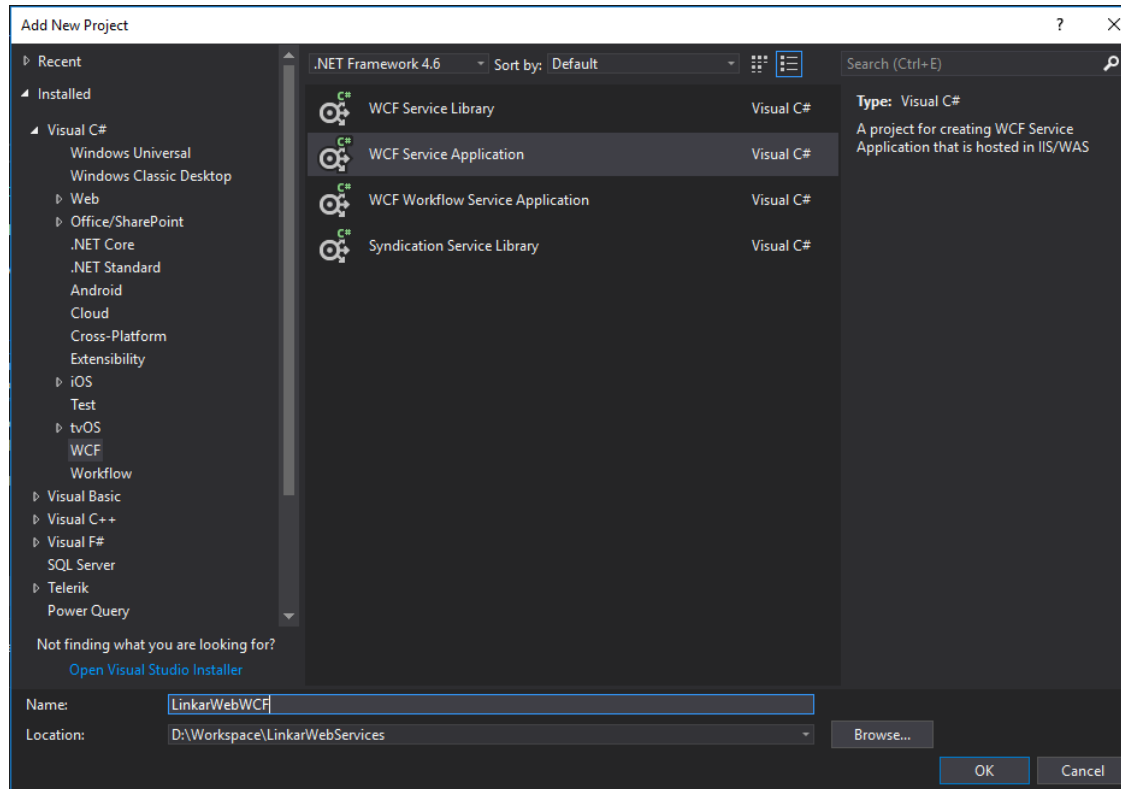 Add New Project
?
Recent
Installed
Visual C#
Windows Universal
Windows Classic Desktop
Web
Office/SharePoint
.NET Core
.NET Standard
Android
Cloud
Cross-Platform
Extensibility
iOS
Test
tvOS
WCF
Workflow
Visual Basic
Visual C++
Visual F#
SQL Server
Telerik
Power Query
Not finding what you are looking for?
Open Visual Studio Installer
.NET Framework 4.6 Sort by: Default
C# WCF Service Library Visual C#
C# WCF Service Application Visual C#
C# WCF Workflow Service Application Visual C#
C# Syndication Service Library Visual C#
Search (Ctrl+E)
Type: Visual C#
A project for creating WCF Service
Application that is hosted in IIS/WAS
Name: LinkarWebWCF
Location: D:\Workspace\LinkarWebServices Browse...
OK Cancel